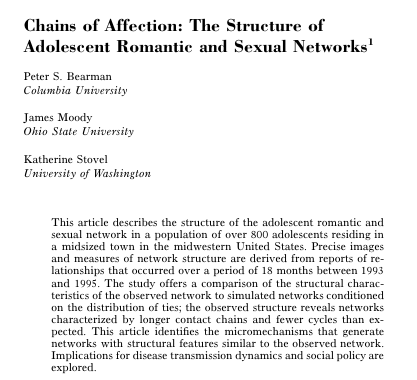 Chains of Affection: The Structure of
Adolescent Romantic and Sexual Networks¹
Peter S. Bearman
Columbia University
James Moody
Ohio State University
Katherine Stovel
University of Washington
This article describes the structure of the adolescent romantic and
sexual network in a population of over 800 adolescents residing in
a midsized town in the midwestern United States. Precise images
and measures of network structure are derived from reports of re-
lationships that occurred over a period of 18 months between 1993
and 1995. The study offers a comparison of the structural charac-
teristics of the observed network to simulated networks conditioned
on the distribution of ties; the observed structure reveals networks
characterized by longer contact chains and fewer cycles than ex-
pected. This article identifies the micromechanisms that generate
networks with structural features similar to the observed network.
Implications for disease transmission dynamics and social policy are
explored.